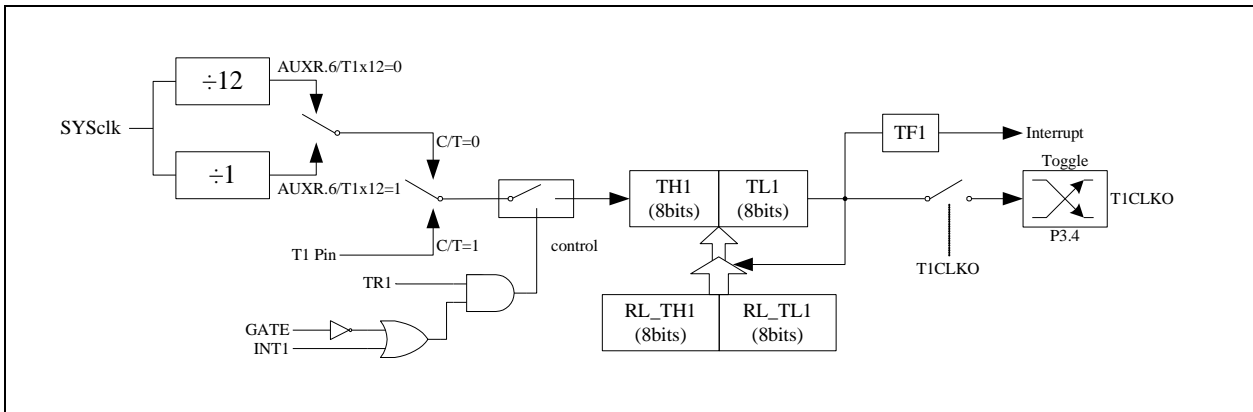 ÷12
AUXR.6/T1x12=0
SYSclk
÷1
AUXR.6/T1x12=1
C/T=0
C/T=1
T1 Pin
TR1
GATE
INT1
control
TH1
(8bits)
TL1
(8bits)
RL_TH1
(8bits)
RL_TL1
(8bits)
TF1
Interrupt
Toggle
T1CLKO
P3.4
T1CLKO